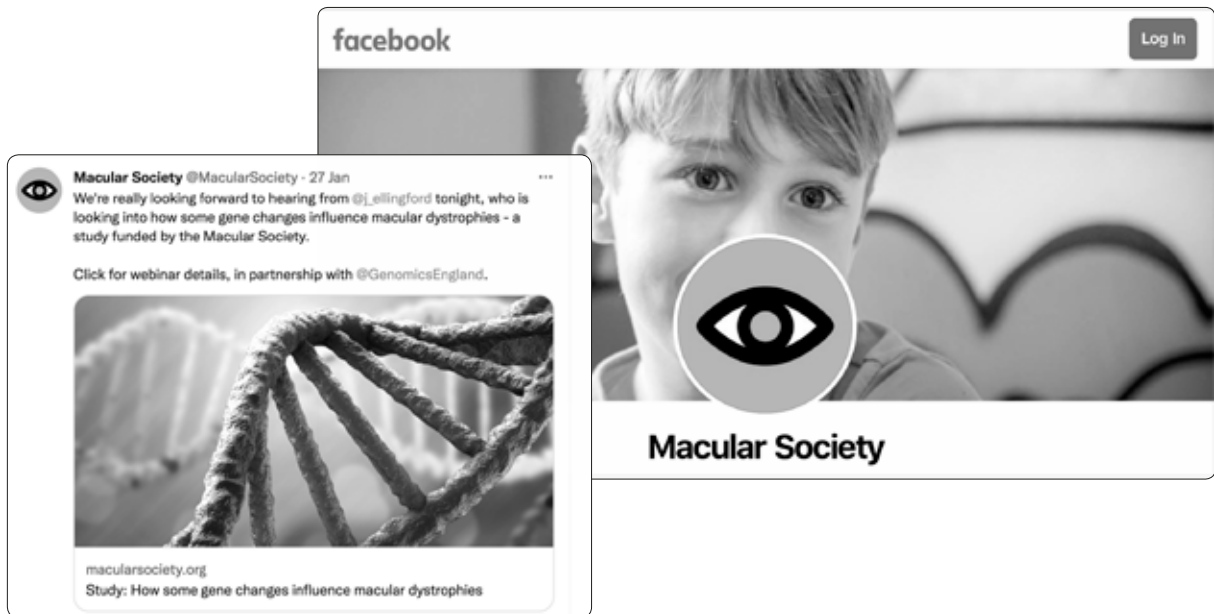 facebook
Log In
Macular Society @MacularSociety · 27 Jan
We're really looking forward to hearing from @j_ellingford tonight, who is
looking into how some gene changes influence macular dystrophies - a
study funded by the Macular Society.
Click for webinar details, in partnership with @GenomicsEngland.
macularsociety.org
Study: How some gene changes influence macular dystrophies
Macular Society